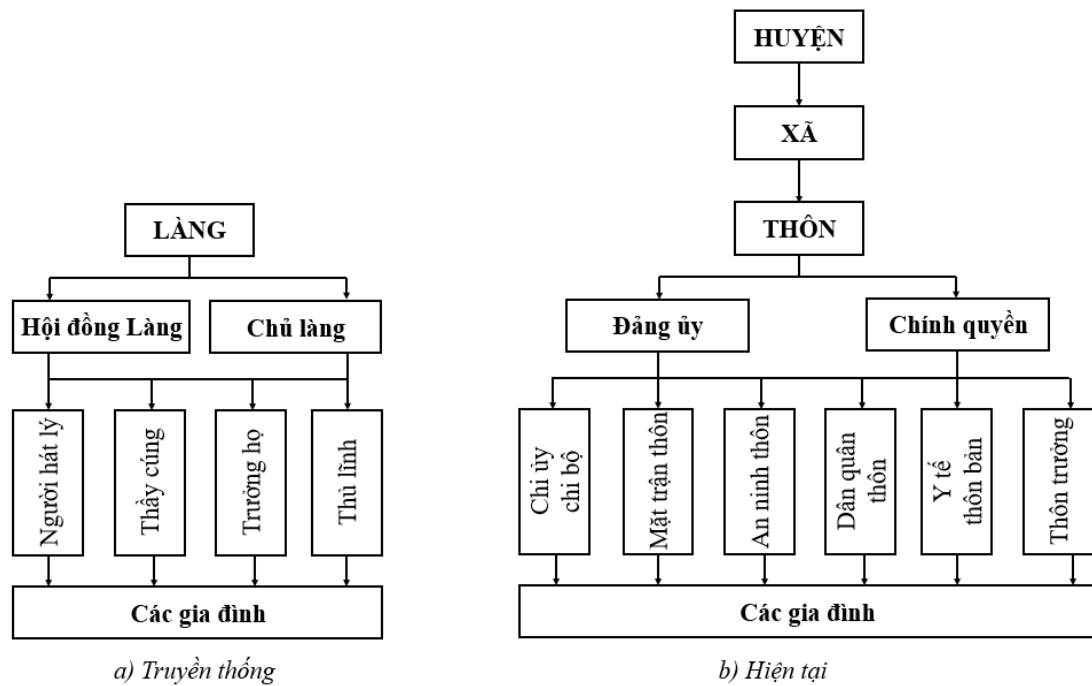 LÀNG
Hội đồng Làng
Chủ làng
Người hát lý
Thầy cúng
Trưởng họ
Thủ lĩnh
Các gia đình
a) Truyền thống
HUYỆN
XÃ
THÔN
Đảng ủy
Chính quyền
Chi ủy
chi bộ
Mặt trận thôn
An ninh thôn
Dân quân
thôn
Y tế
thôn bản
Thôn trưởng
Các gia đình
b) Hiện tại